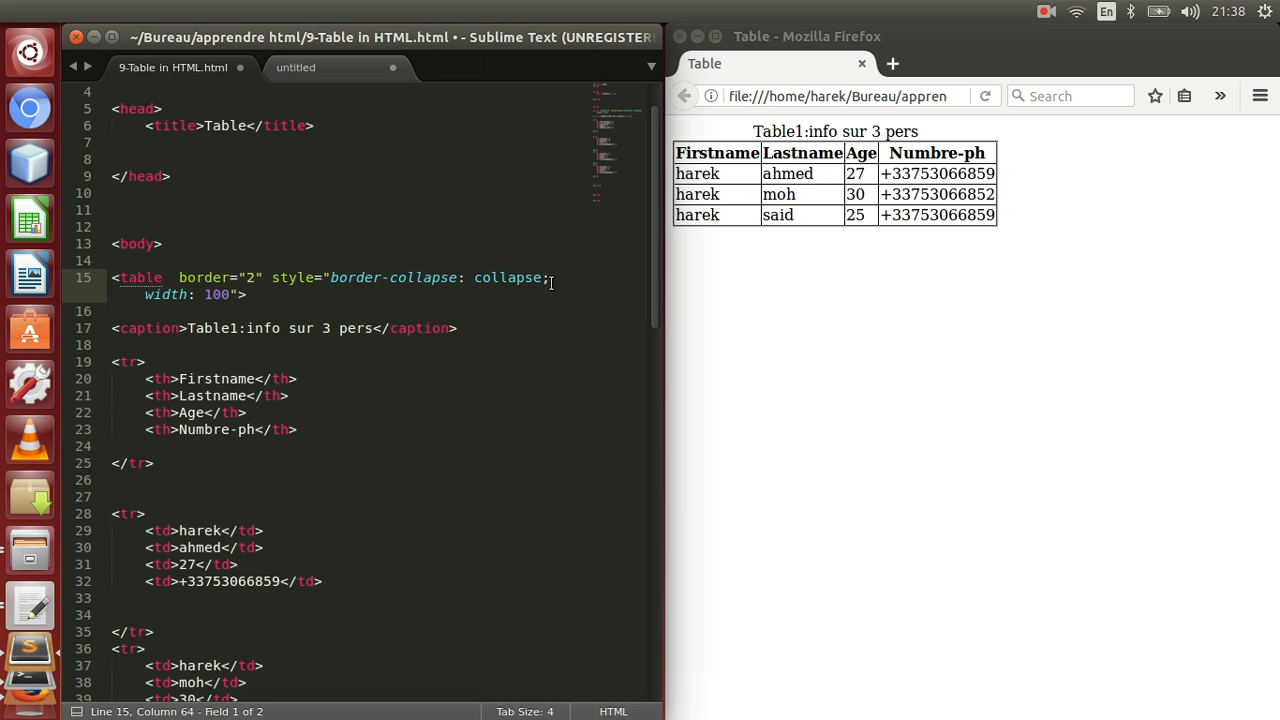 En
21:38
~/Bureau/apprendre html/9-Table in HTML.html • - Sublime Text (UNREGISTER
9-Table in HTML.html
untitled
4
5 <head>
6 <title>Table</title>
7
8
9 </head>
10
11
12
13 <body>
14
15 <table border="2" style="border-collapse: collapse;
width: 100">
16
17 <caption>Table1:info sur 3 pers</caption>
18
19 <tr>
20 <th>Firstname</th>
21 <th>Lastname</th>
22 <th>Age</th>
23 <th>Numbre-ph</th>
24
25 </tr>
26
27
28 <tr>
29 <td>harek</td>
30 <td>ahmed</td>
31 <td>27</td>
32 <td>+33753066859</td>
33
34
35 </tr>
36 <tr>
37 <td>harek</td>
38 <td>moh</td>
39 <td>30</td>
Line 15, Column 64 - Field 1 of 2
Tab Size: 4
HTML
Table - Mozilla Firefox
Table
file:///home/harek/Bureau/appren
Search
Table1:info sur 3 pers
Firstname Lastname Age Numbre-ph
harek ahmed 27 +33753066859
harek moh 30 +33753066852
harek said 25 +33753066859